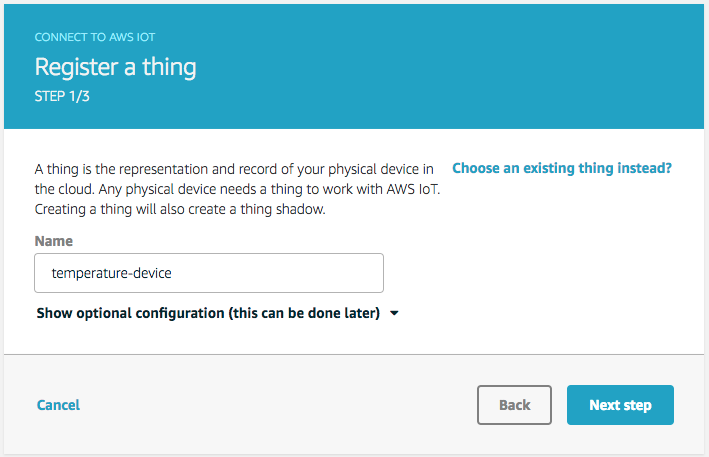 CONNECT TO AWS IOT
Register a thing
STEP 1/3
A thing is the representation and record of your physical device in
the cloud. Any physical device needs a thing to work with AWS IoT.
Creating a thing will also create a thing shadow.
Choose an existing thing instead?
Name
temperature-device
Show optional configuration (this can be done later)
Cancel
Back
Next step